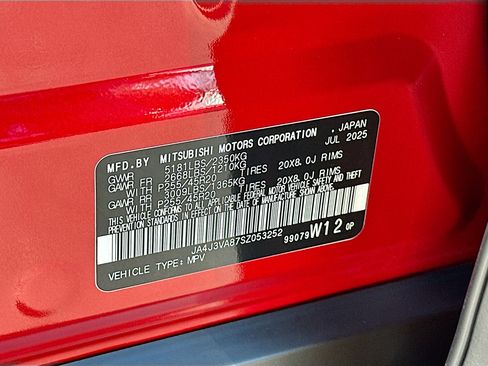 MFD.BY MITSUBISHI MOTORS CORPORATION, JAPAN
JUL 2025
GWR 5181LBS/2350KG
GAWR FR 2668LBS/1210KG
WITH P255/45R20 TIRES 20X8.0J RIMS
GAWR RR 3009LBS/1365KG
WITH P255/45R20 TIRES 20X8.0J RIMS
THIS VEHICLE CONFORMS TO ALL APPLICABLE FEDERAL MOTOR VEHICLE SAFETY AND THEFT
PREVENTION STANDARDS IN EFFECT ON THE DATE OF MANUFACTURE SHOWN ABOVE.
JA4J3VA87SZ053252
99079 W12 0P
VEHICLE TYPE: MPV